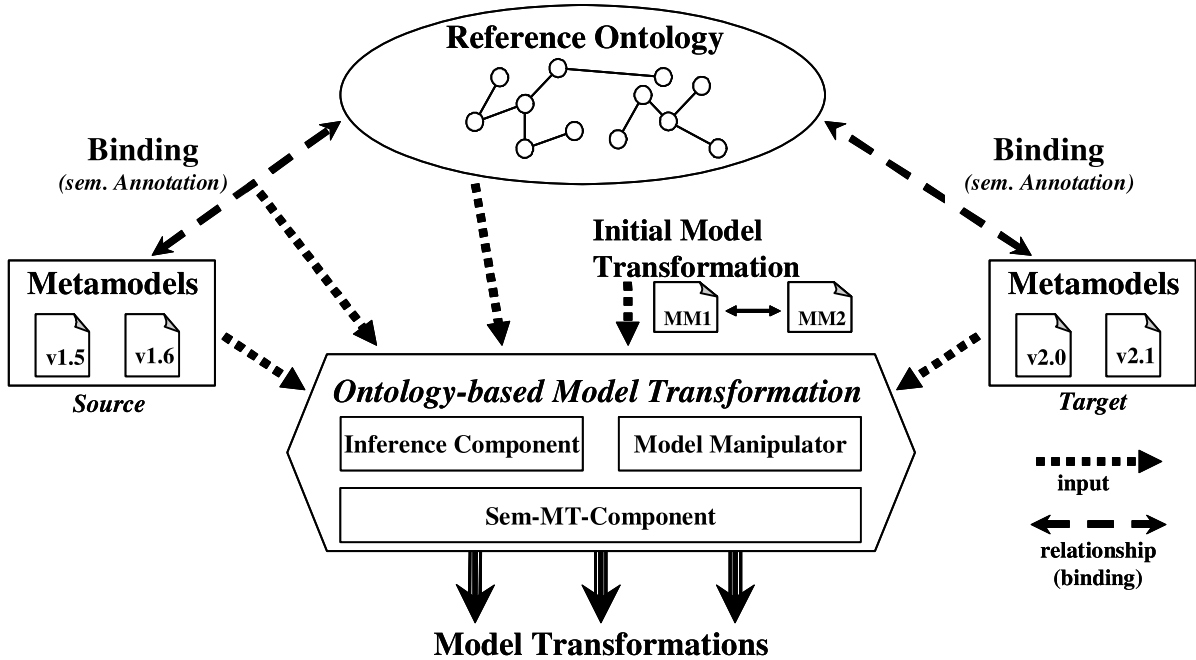 Reference Ontology
Binding
(sem. Annotation)
Binding
(sem. Annotation)
Initial Model
Transformation
MM1
MM2
Metamodels
v1.5
v1.6
Source
Metamodels
v2.0
v2.1
Target
Ontology-based Model Transformation
Inference Component
Model Manipulator
Sem-MT-Component
input
relationship
(binding)
Model Transformations